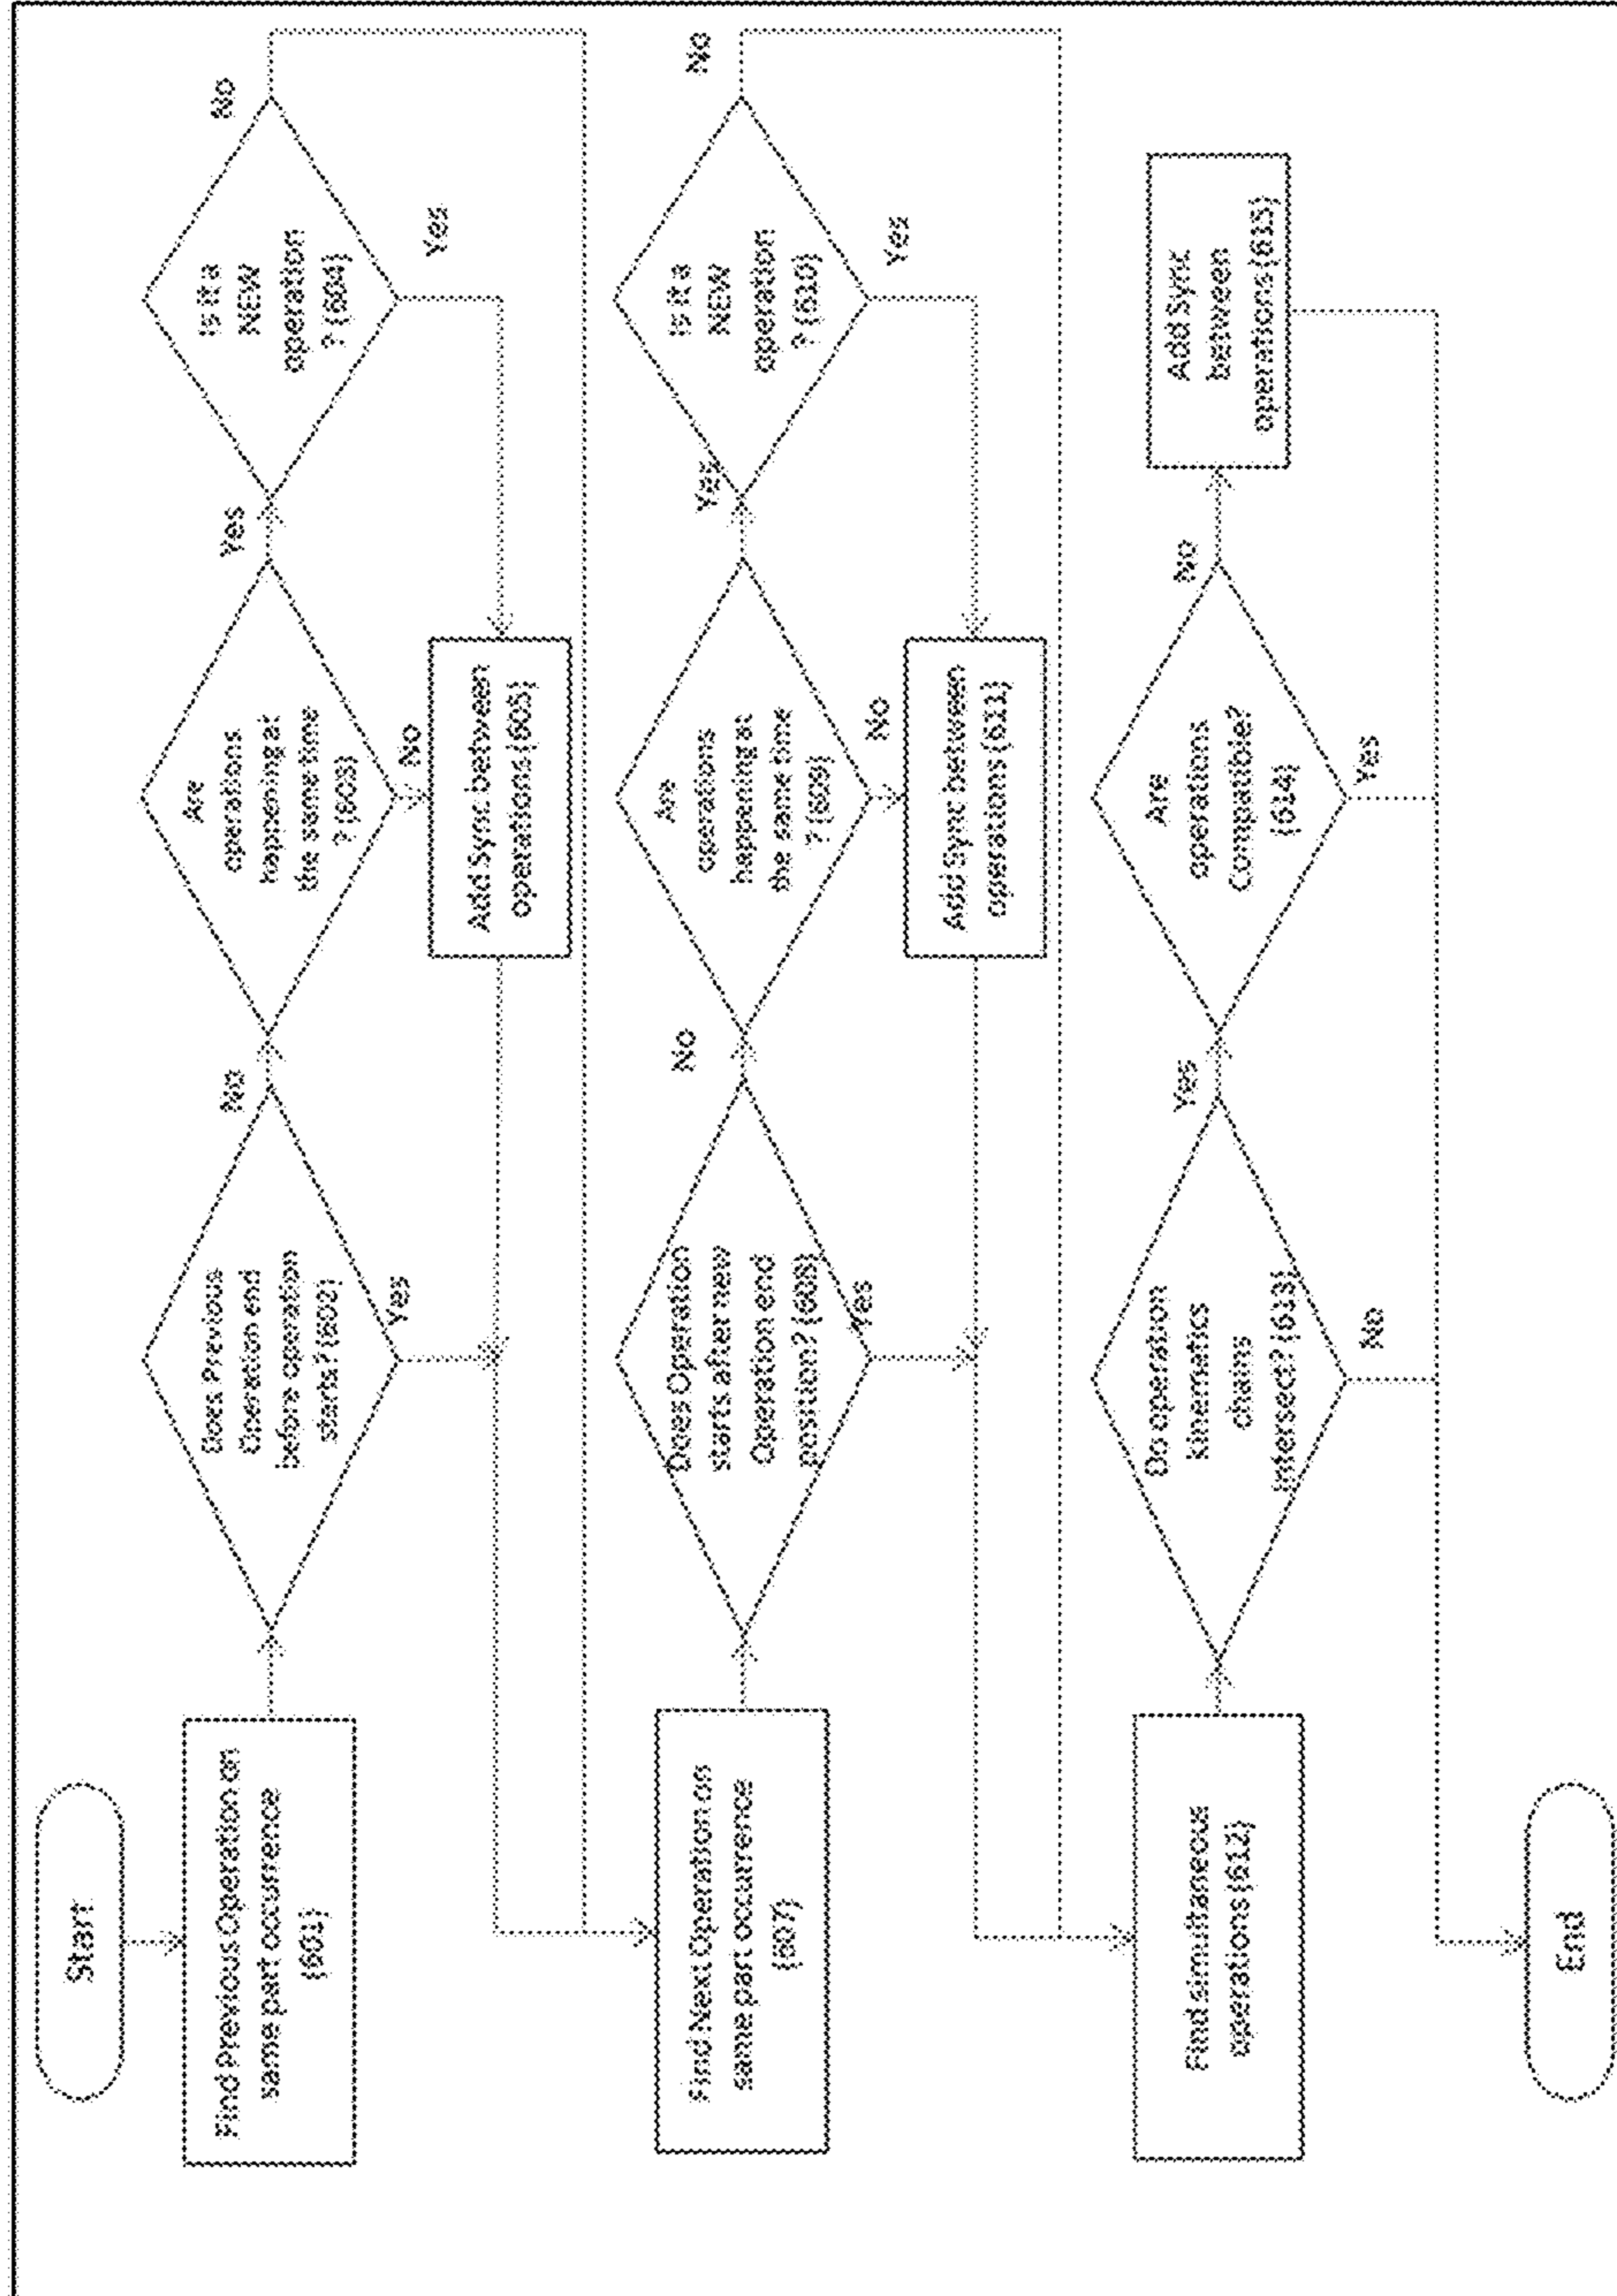 Start
Find Previous Operation on
same part occurrence
(601)
Does Previous
Operation end
before operation
starts? (602)
No
Yes
Are
operations
happening at
the same time
? (603)
Yes
No
Is it a
NEW
operation
? (604)
No
Yes
Add Sync between
operations (605)
Find Next Operation on
same part occurrence
(607)
Does Operation
starts after new
Operation end
position? (608)
No
Yes
Are
operations
happening at
the same time
? (609)
Yes
No
Is it a
NEW
operation
? (610)
No
Yes
Add Sync between
operations (611)
Find simultaneous
operations (612)
Do operation
kinematics
chains
intersect? (613)
Yes
No
Are
operations
Compatible?
(614)
No
Yes
Add Sync
between
operations (615)
End